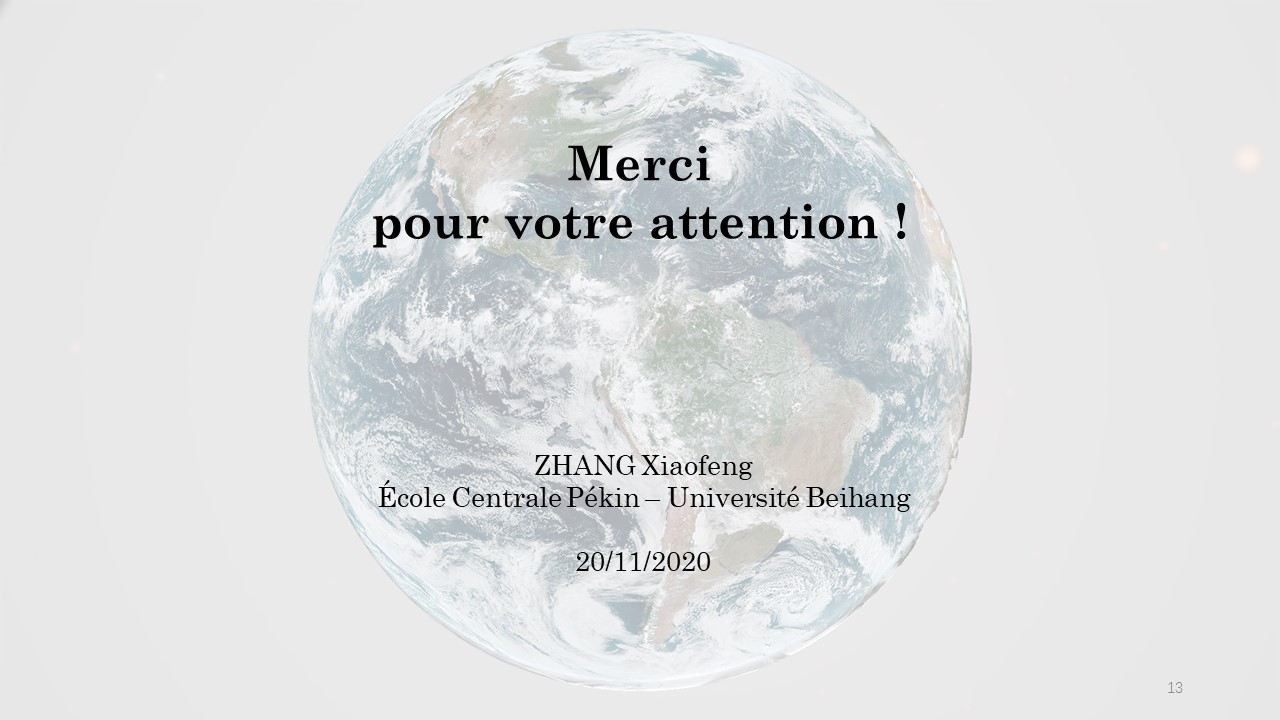 Merci
pour votre attention !
ZHANG Xiaofeng
École Centrale Pékin – Université Beihang
20/11/2020
13